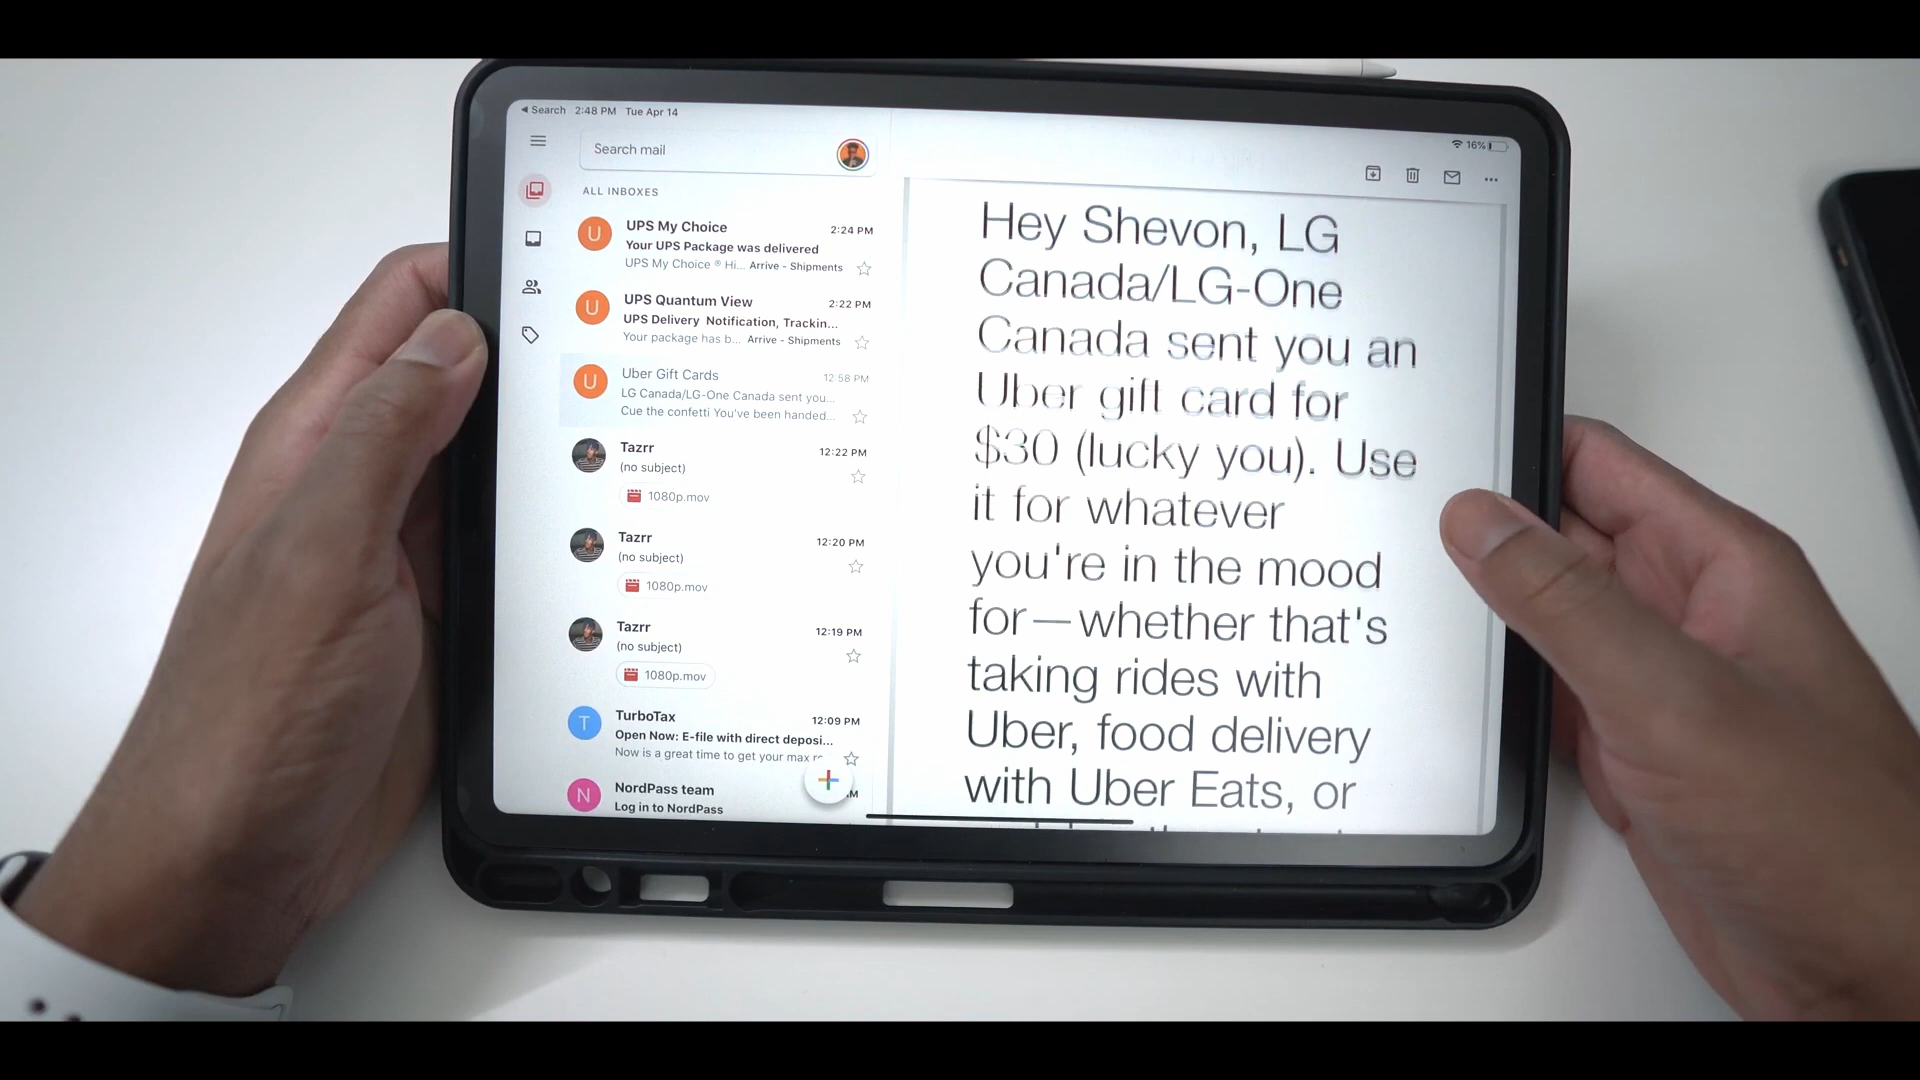 Search 2:48 PM Tue Apr 14
16%
Search mail
ALL INBOXES
U
UPS My Choice 2:24 PM
Your UPS Package was delivered
UPS My Choice ® Hi... Arrive - Shipments
U
UPS Quantum View 2:22 PM
UPS Delivery Notification, Trackin...
Your package has b... Arrive - Shipments
U
Uber Gift Cards 12:58 PM
LG Canada/LG-One Canada sent you...
Cue the confetti You've been handed...
Tazrr 12:22 PM
(no subject)
1080p.mov
Tazrr 12:20 PM
(no subject)
1080p.mov
Tazrr 12:19 PM
(no subject)
1080p.mov
T
TurboTax 12:09 PM
Open Now: E-file with direct deposi...
Now is a great time to get your max
N
NordPass team
Log in to NordPass
Hey Shevon, LG
Canada/LG-One
Canada sent you an
Uber gift card for
$30 (lucky you). Use
it for whatever
you're in the mood
for—whether that's
taking rides with
Uber, food delivery
with Uber Eats, or